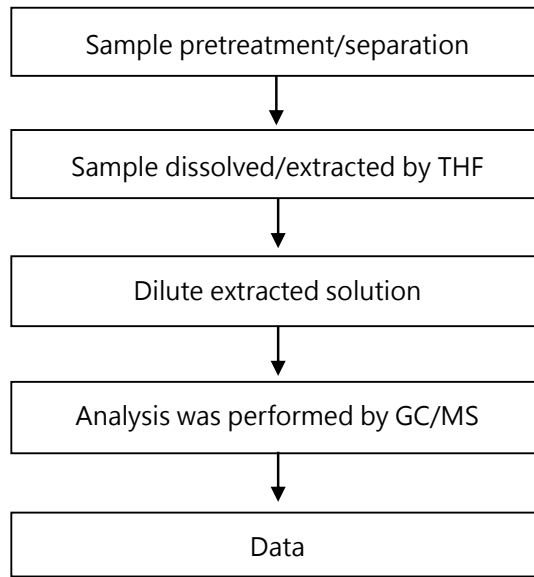 Sample pretreatment/separation
Sample dissolved/extracted by THF
Dilute extracted solution
Analysis was performed by GC/MS
Data